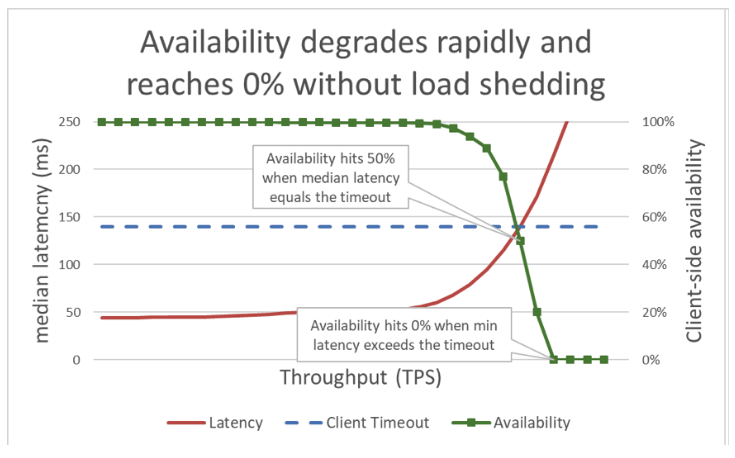 Availability degrades rapidly and
reaches 0% without load shedding
250
200
150
100
50
0
median latemcny (ms)
100%
80%
60%
40%
20%
0%
Client-side availability
Availability hits 50%
when median latency
equals the timeout
Availability hits 0% when min
latency exceeds the timeout
Throughput (TPS)
Latency
Client Timeout
Availability